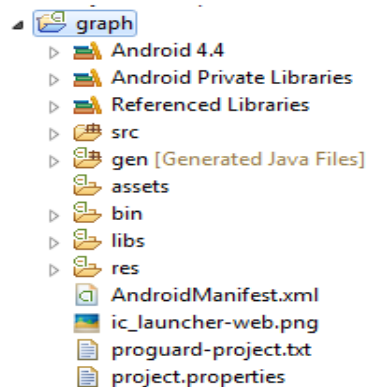 graph
Android 4.4
Android Private Libraries
Referenced Libraries
src
gen [Generated Java Files]
assets
bin
libs
res
AndroidManifest.xml
ic_launcher-web.png
proguard-project.txt
project.properties